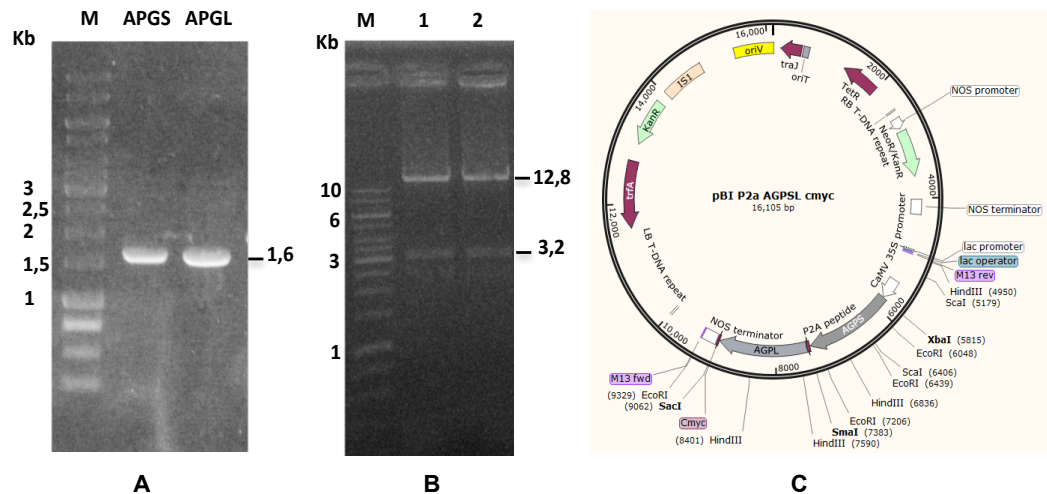 M APGS APGL
Kb
3
2,5
2
1,5
1
1,6
A
M 1 2
Kb
10
6
3
1
12,8
3,2
B
16,000
oriV
traJ
oriT
IS1
2000
TetR
RB T-DNA repeat
NOS promoter
14,000
KanR
NeoR/KanR
trfA
4000
pBI P2a AGPSL cmyc
16,105 bp
12,000
NOS terminator
CaMV 35S promoter
lac promoter
lac operator
M13 rev
HindIII (4950)
ScaI (5179)
LB T-DNA repeat
6000
P2A peptide
AGPS
NOS terminator
10,000
AGPL
8000
XbaI (5815)
EcoRI (6048)
ScaI (6406)
EcoRI (6439)
HindIII (6836)
EcoRI (7206)
SmaI (7383)
HindIII (7590)
M13 fwd
(9329) EcoRI
(9062) SacI
Cmyc
(8401) HindIII
C